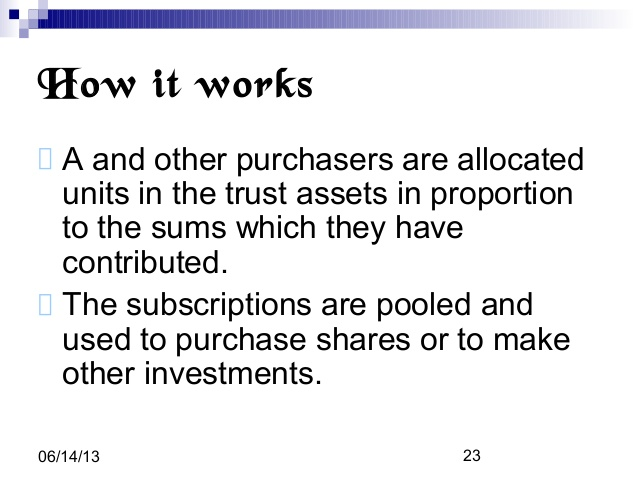 How it works
A and other purchasers are allocated
units in the trust assets in proportion
to the sums which they have
contributed.
The subscriptions are pooled and
used to purchase shares or to make
other investments.
06/14/13
23